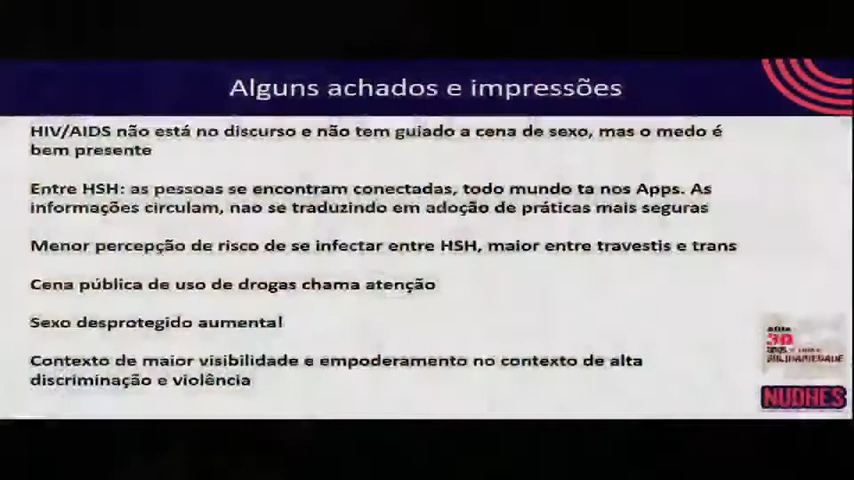 Alguns achados e impressões
HIV/AIDS não está no discurso e não tem guiado a cena de sexo, mas o medo é
bem presente
Entre HSH: as pessoas se encontram conectadas, todo mundo ta nos Apps. As
informações circulam, nao se traduzindo em adoção de práticas mais seguras
Menor percepção de risco de se infectar entre HSH, maior entre travestis e trans
Cena pública de uso de drogas chama atenção
Sexo desprotegido aumental
Contexto de maior visibilidade e empoderamento no contexto de alta
discriminação e violência
30
anos
SOLIDARIEDADE
NUDHES